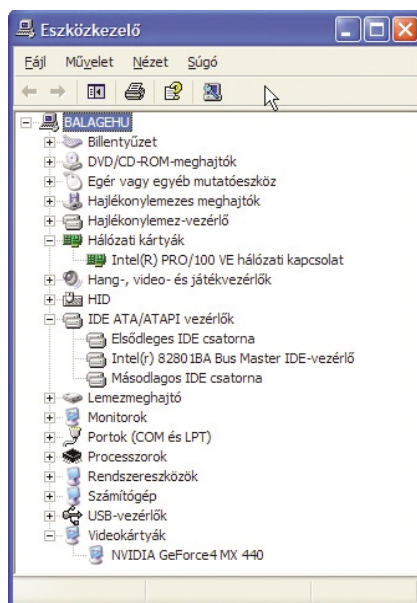 Eszközkezelő
Fájl Művelet Nézet Súgó
BALAGEHU
Billentyűzet
DVD/CD-ROM-meghajtók
Egér vagy egyéb mutatóeszköz
Hajlékonylemezes meghajtók
Hajlékonylemez-vezérlő
Hálózati kártyák
Intel(R) PRO/100 VE hálózati kapcsolat
Hang-, video- és játékvezérlők
HID
IDE ATA/ATAPI vezérlők
Elsődleges IDE csatorna
Intel(r) 82801BA Bus Master IDE-vezérlő
Másodlagos IDE csatorna
Lemezmeghajtó
Monitorok
Portok (COM és LPT)
Processzorok
Rendszereszközök
Számítógép
USB-vezérlők
Videokártyák
NVIDIA GeForce4 MX 440